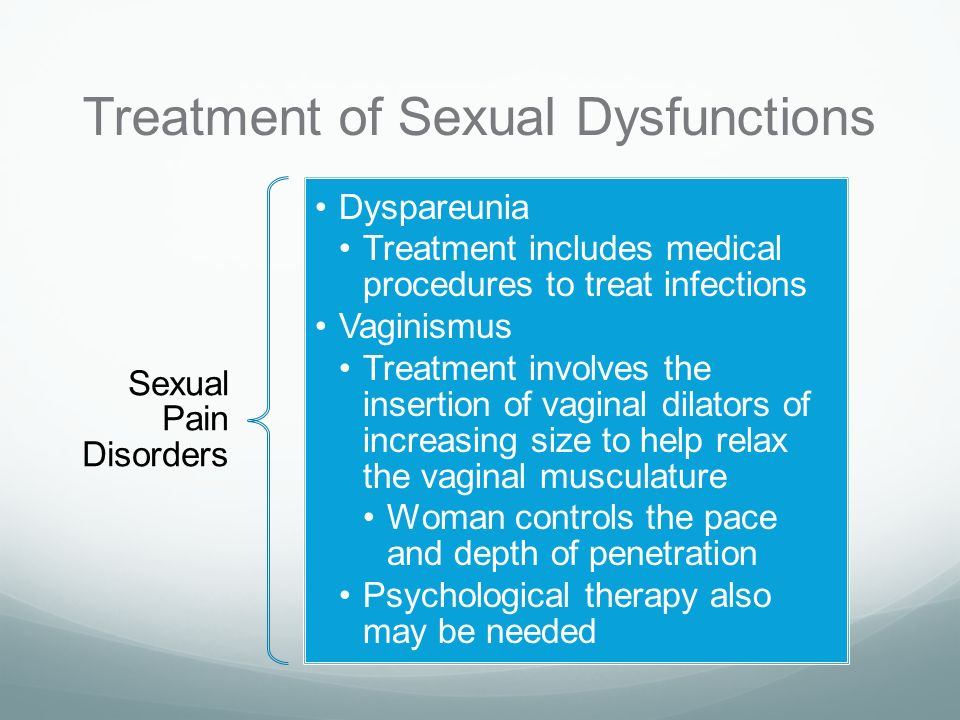 Treatment of Sexual Dysfunctions
Sexual
Pain
Disorders
• Dyspareunia
• Treatment includes medical
procedures to treat infections
• Vaginismus
• Treatment involves the
insertion of vaginal dilators of
increasing size to help relax
the vaginal musculature
• Woman controls the pace
and depth of penetration
• Psychological therapy also
may be needed